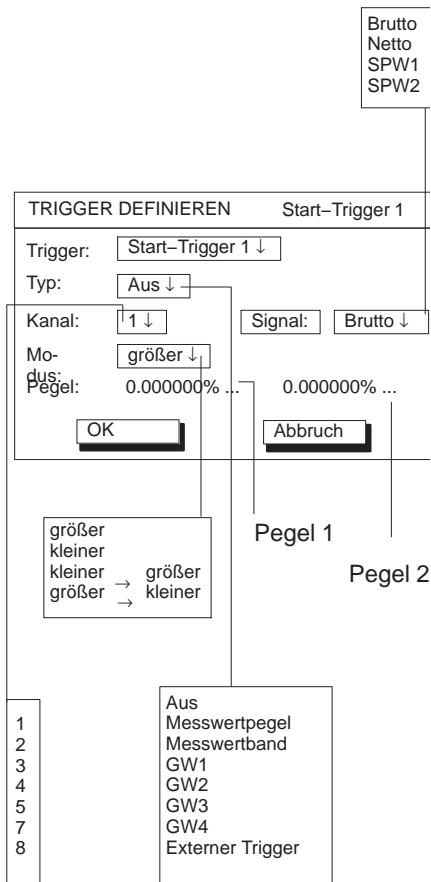 Brutto
Netto
SPW1
SPW2
TRIGGER DEFINIEREN Start–Trigger 1
Trigger: Start–Trigger 1 ↓
Typ: Aus ↓
Kanal: 1 ↓ Signal: Brutto ↓
Mo-
dus: größer ↓
Pegel: 0.000000% ... 0.000000% ...
OK Abbruch
Pegel 1
Pegel 2
größer
kleiner
kleiner → größer
größer → kleiner
1
2
3
4
5
7
8
Aus
Messwertpegel
Messwertband
GW1
GW2
GW3
GW4
Externer Trigger